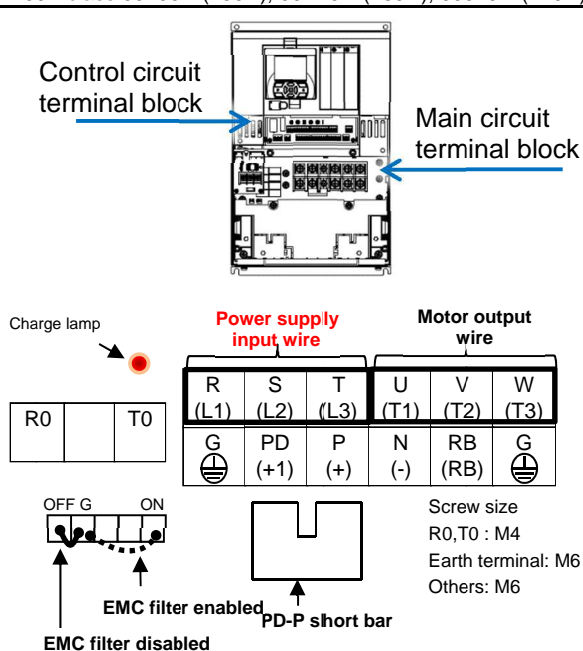 Control circuit
terminal block
Main circuit
terminal block
Charge lamp
Power supply
input wire
Motor output
wire
R S T U V W
(L1) (L2) (L3) (T1) (T2) (T3)
R0 T0
G PD P N RB G
(+1) (+) (-) (RB)
OFF G ON
Screw size
R0,T0 : M4
Earth terminal: M6
Others: M6
EMC filter enabled
PD-P short bar
EMC filter disabled